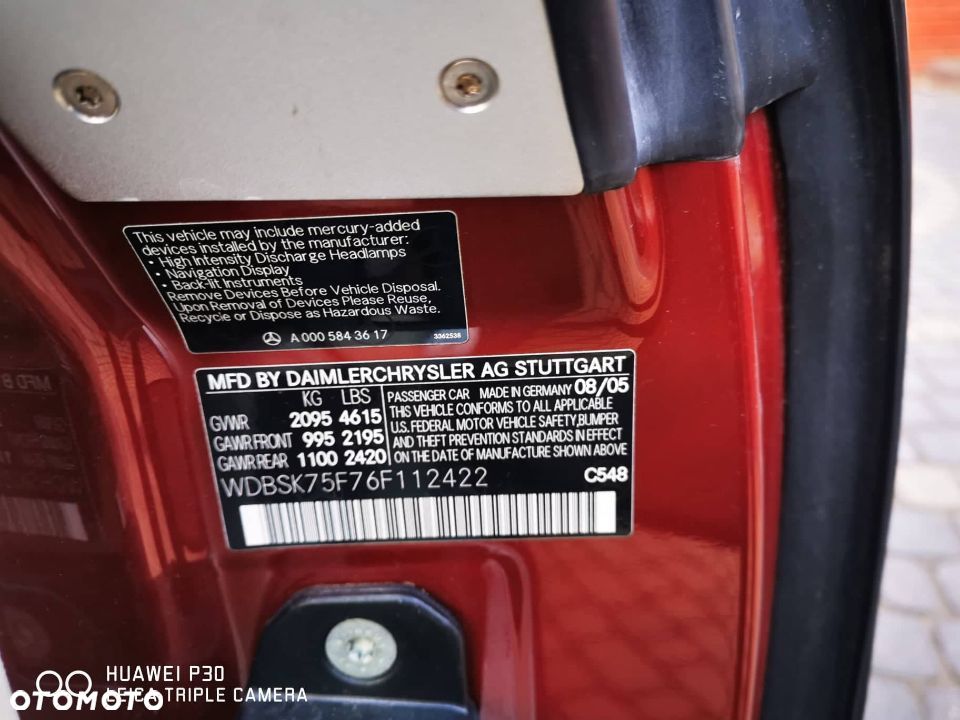 This vehicle may include mercury-added
devices installed by the manufacturer:
• High Intensity Discharge Headlamps
• Navigation Display
• Back-lit Instruments
Remove Devices Before Vehicle Disposal.
Upon Removal of Devices Please Reuse,
Recycle or Dispose as Hazardous Waste.
A 000 584 36 17
3362538
MFD BY DAIMLERCHRYSLER AG STUTTGART
KG LBS
GVWR 2095 4615
GAWR FRONT 995 2195
GAWR REAR 1100 2420
PASSENGER CAR MADE IN GERMANY 08/05
THIS VEHICLE CONFORMS TO ALL APPLICABLE
U.S. FEDERAL MOTOR VEHICLE SAFETY, BUMPER
AND THEFT PREVENTION STANDARDS IN EFFECT
ON THE DATE OF MANUFACTURE SHOWN ABOVE.
WDBSK75F76F112422
C548
HUAWEI P30
LEICA TRIPLE CAMERA
OTOMOTO